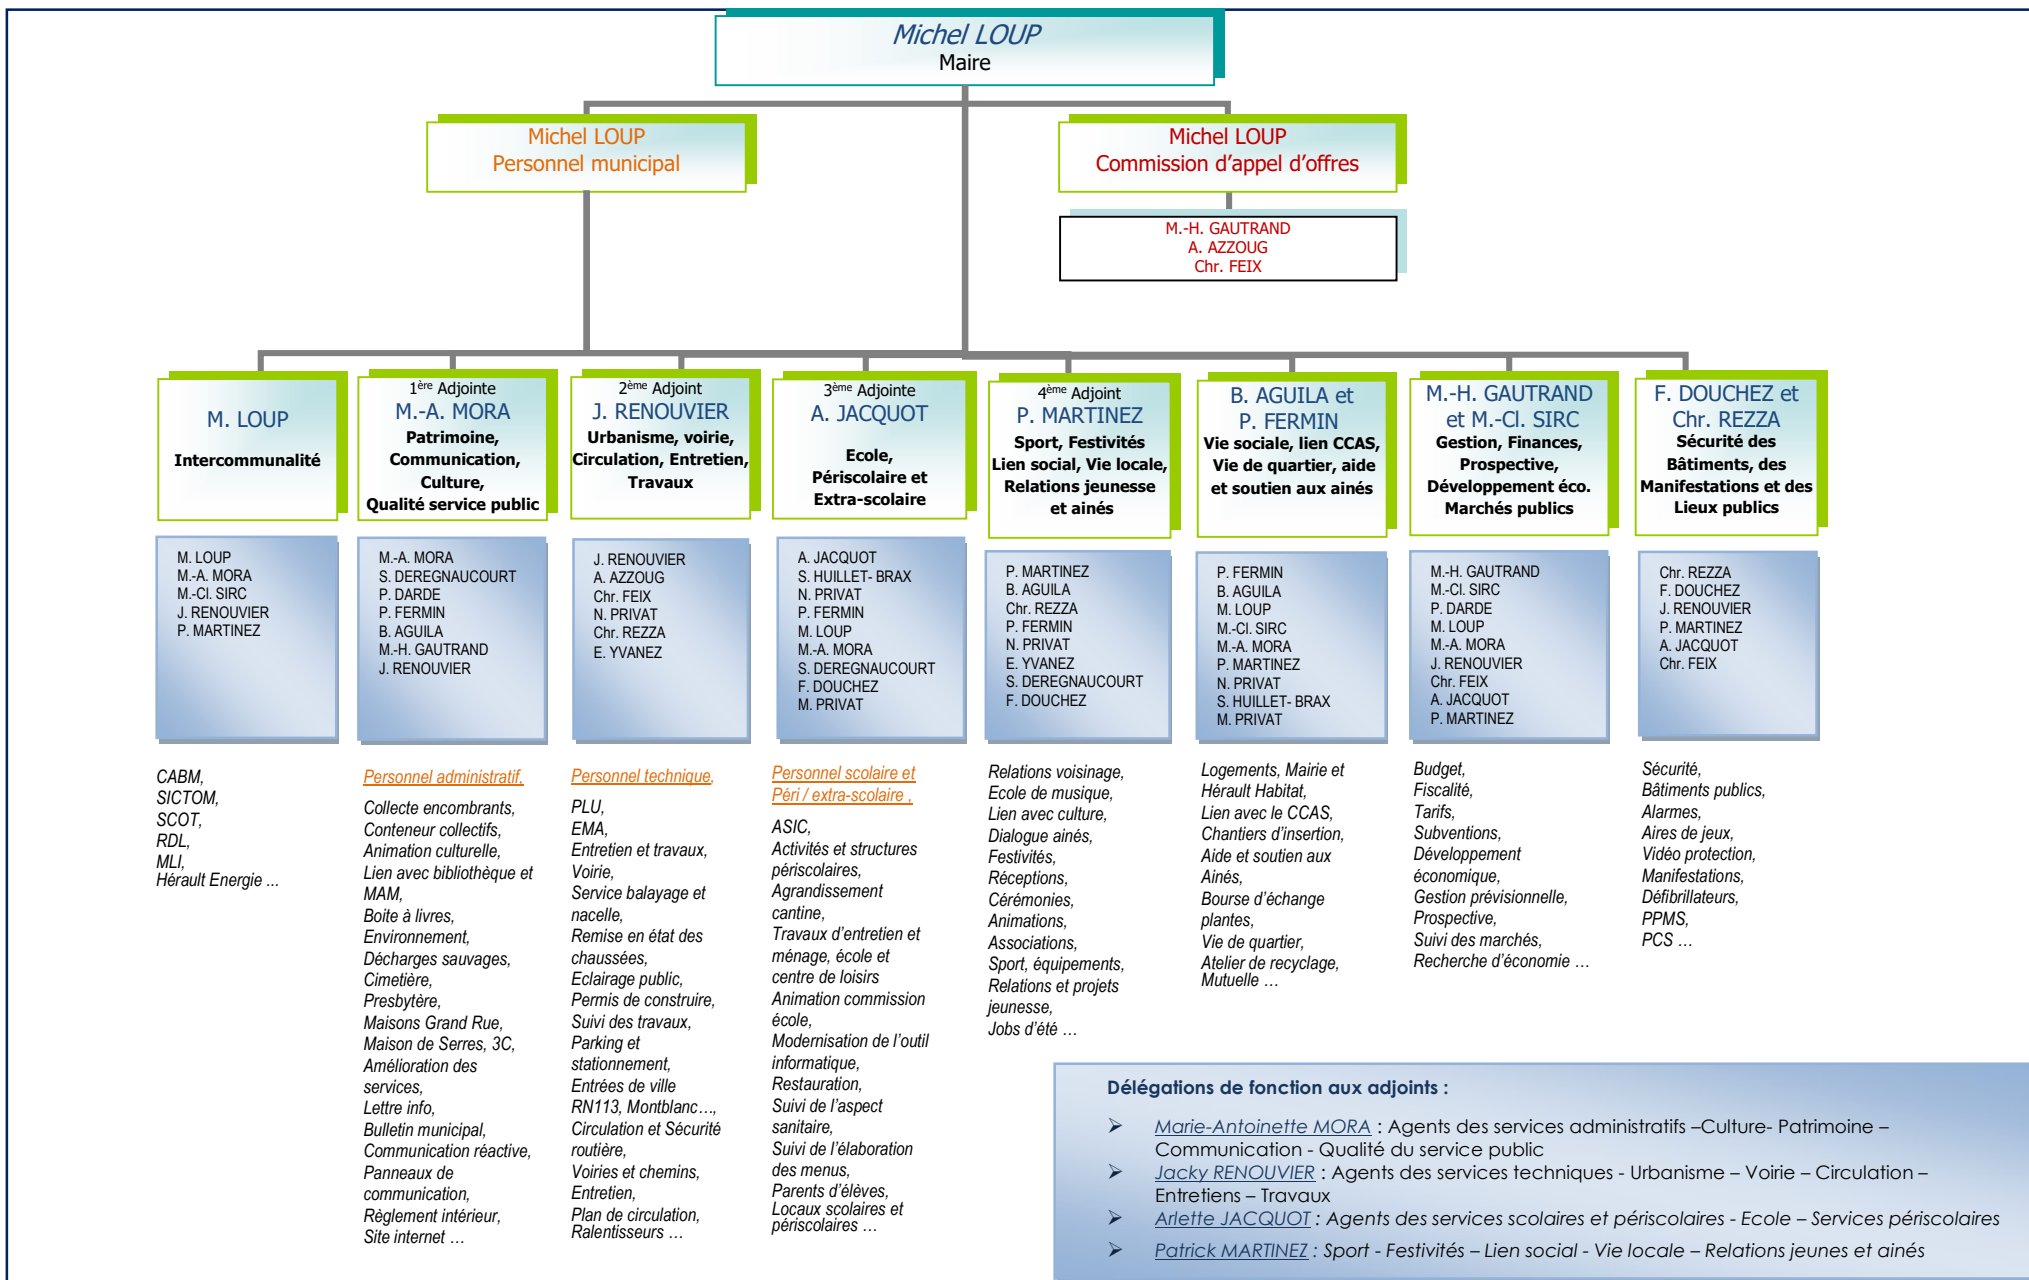 Michel LOUP
Maire
Michel LOUP
Personnel municipal
Michel LOUP
Commission d'appel d'offres
M.-H. GAUTRAND
A. AZZOUG
Chr. FEIX
M. LOUP
Intercommunalité
1ère Adjointe
M.-A. MORA
Patrimoine,
Communication,
Culture,
Qualité service public
2ème Adjoint
J. RENOUVIER
Urbanisme, voirie,
Circulation, Entretien,
Travaux
3ème Adjointe
A. JACQUOT
Ecole,
Périscolaire et
Extra-scolaire
4ème Adjoint
P. MARTINEZ
Sport, Festivités
Lien social, Vie locale,
Relations jeunesse
et ainés
B. AGUILA et
P. FERMIN
Vie sociale, lien CCAS,
Vie de quartier, aide
et soutien aux ainés
M.-H. GAUTRAND
et M.-Cl. SIRC
Gestion, Finances,
Prospective,
Développement éco.
Marchés publics
F. DOUCHEZ et
Chr. REZZA
Sécurité des
Bâtiments, des
Manifestations et des
Lieux publics
M. LOUP
M.-A. MORA
M.-Cl. SIRC
J. RENOUVIER
P. MARTINEZ
M.-A. MORA
S. DEREGNAUCOURT
P. DARDE
P. FERMIN
B. AGUILA
M.-H. GAUTRAND
J. RENOUVIER
J. RENOUVIER
A. AZZOUG
Chr. FEIX
N. PRIVAT
Chr. REZZA
E. YVANEZ
A. JACQUOT
S. HUILLET- BRAX
N. PRIVAT
P. FERMIN
M. LOUP
M.-A. MORA
S. DEREGNAUCOURT
F. DOUCHEZ
M. PRIVAT
P. MARTINEZ
B. AGUILA
Chr. REZZA
P. FERMIN
N. PRIVAT
E. YVANEZ
S. DEREGNAUCOURT
F. DOUCHEZ
P. FERMIN
B. AGUILA
M. LOUP
M.-Cl. SIRC
M.-A. MORA
P. MARTINEZ
N. PRIVAT
S. HUILLET- BRAX
M. PRIVAT
M.-H. GAUTRAND
M.-Cl. SIRC
P. DARDE
M. LOUP
M.-A. MORA
J. RENOUVIER
Chr. FEIX
A. JACQUOT
P. MARTINEZ
Chr. REZZA
F. DOUCHEZ
J. RENOUVIER
P. MARTINEZ
A. JACQUOT
Chr. FEIX
CABM,
SICTOM,
SCOT,
RDL,
MLI,
Hérault Energie ...
Personnel administratif,
Collecte encombrants,
Conteneur collectifs,
Animation culturelle,
Lien avec bibliothèque et
MAM,
Boite à livres,
Environnement,
Décharges sauvages,
Cimetière,
Presbytère,
Maisons Grand Rue,
Maison de Serres, 3C,
Amélioration des
services,
Lettre info,
Bulletin municipal,
Communication réactive,
Panneaux de
communication,
Règlement intérieur,
Site internet …
Personnel technique,
PLU,
EMA,
Entretien et travaux,
Voirie,
Service balayage et
nacelle,
Remise en état des
chaussées,
Eclairage public,
Permis de construire,
Suivi des travaux,
Parking et
stationnement,
Entrées de ville
RN113, Montblanc…,
Circulation et Sécurité
routière,
Voiries et chemins,
Entretien,
Plan de circulation,
Ralentisseurs …
Personnel scolaire et
Péri / extra-scolaire ,
ASIC,
Activités et structures
périscolaires,
Agrandissement
cantine,
Travaux d'entretien et
ménage, école et
centre de loisirs
Animation commission
école,
Modernisation de l'outil
informatique,
Restauration,
Suivi de l'aspect
sanitaire,
Suivi de l'élaboration
des menus,
Parents d'élèves,
Locaux scolaires et
périscolaires …
Relations voisinage,
Ecole de musique,
Lien avec culture,
Dialogue ainés,
Festivités,
Réceptions,
Cérémonies,
Animations,
Associations,
Sport, équipements,
Relations et projets
jeunesse,
Jobs d'été …
Logements, Mairie et
Hérault Habitat,
Lien avec le CCAS,
Chantiers d'insertion,
Aide et soutien aux
Ainés,
Bourse d'échange
plantes,
Vie de quartier,
Atelier de recyclage,
Mutuelle …
Budget,
Fiscalité,
Tarifs,
Subventions,
Développement
économique,
Gestion prévisionnelle,
Prospective,
Suivi des marchés,
Recherche d'économie …
Sécurité,
Bâtiments publics,
Alarmes,
Aires de jeux,
Vidéo protection,
Manifestations,
Défibrillateurs,
PPMS,
PCS …
Délégations de fonction aux adjoints :
➢ Marie-Antoinette MORA : Agents des services administratifs –Culture- Patrimoine –
Communication - Qualité du service public
➢ Jacky RENOUVIER : Agents des services techniques - Urbanisme – Voirie – Circulation –
Entretiens – Travaux
➢ Arlette JACQUOT : Agents des services scolaires et périscolaires - Ecole – Services périscolaires
➢ Patrick MARTINEZ : Sport - Festivités – Lien social - Vie locale – Relations jeunes et ainés